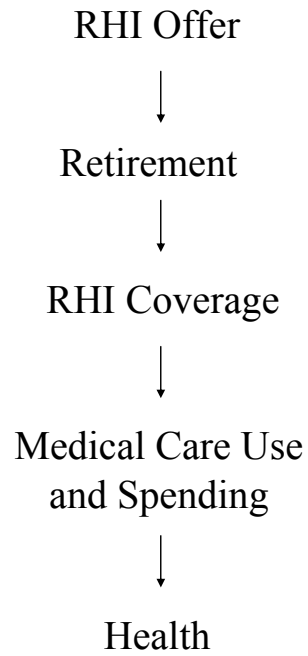 RHI Offer
Retirement
RHI Coverage
Medical Care Use
and Spending
Health